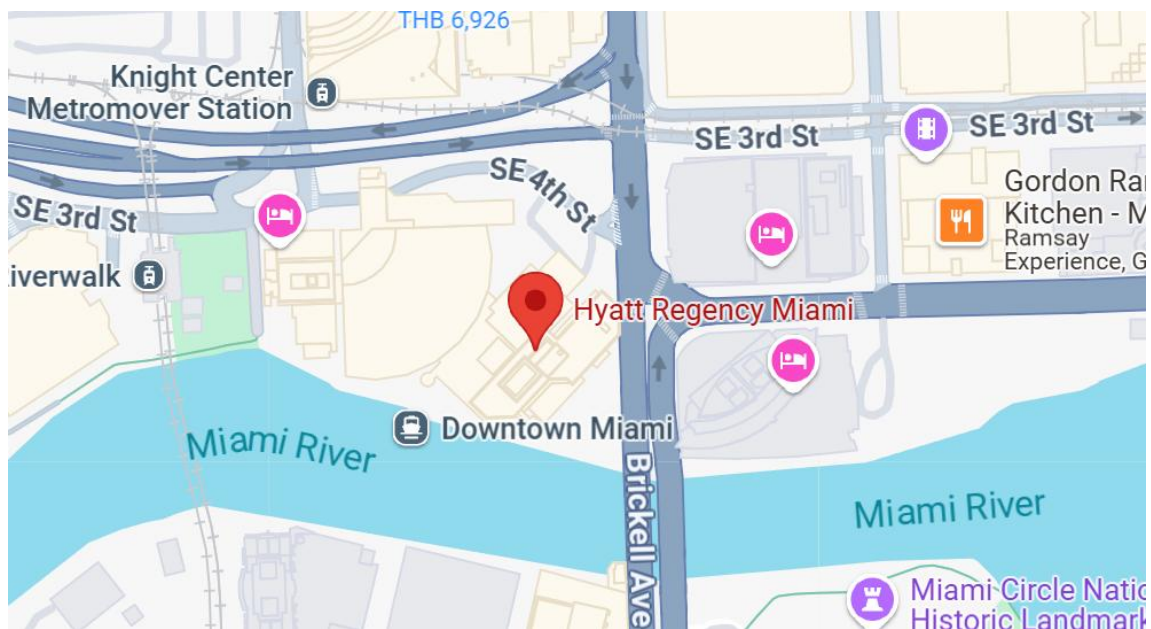 THB 6,926
Knight Center
Metromover Station
SE 3rd St
SE 3rd St
SE 4th St
SE 3rd St
Gordon Ra
Kitchen - M
Ramsay
Experience, G
iverwalk
Hyatt Regency Miami
Downtown Miami
Miami River
Brickell Ave
Miami River
Miami Circle Natio
Historic Landmark